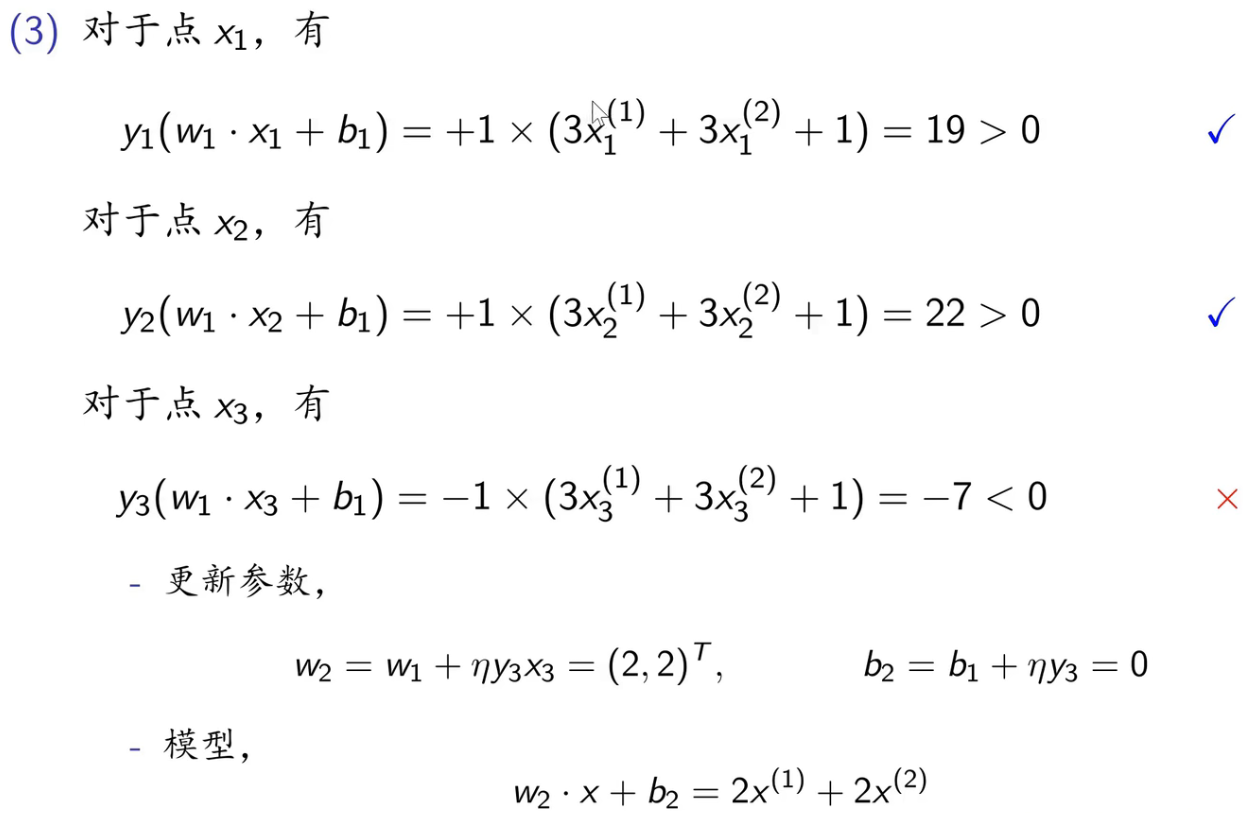 (3) 对于点 x₁，有
y₁(w₁ · x₁ + b₁) = +1 × (3x₁⁽¹⁾ + 3x₁⁽²⁾ + 1) = 19 > 0 ✓
对于点 x₂，有
y₂(w₁ · x₂ + b₁) = +1 × (3x₂⁽¹⁾ + 3x₂⁽²⁾ + 1) = 22 > 0 ✓
对于点 x₃，有
y₃(w₁ · x₃ + b₁) = −1 × (3x₃⁽¹⁾ + 3x₃⁽²⁾ + 1) = −7 < 0 ×
- 更新参数，
w₂ = w₁ + ηy₃x₃ = (2, 2)ᵀ, b₂ = b₁ + ηy₃ = 0
- 模型，
w₂ · x + b₂ = 2x⁽¹⁾ + 2x⁽²⁾